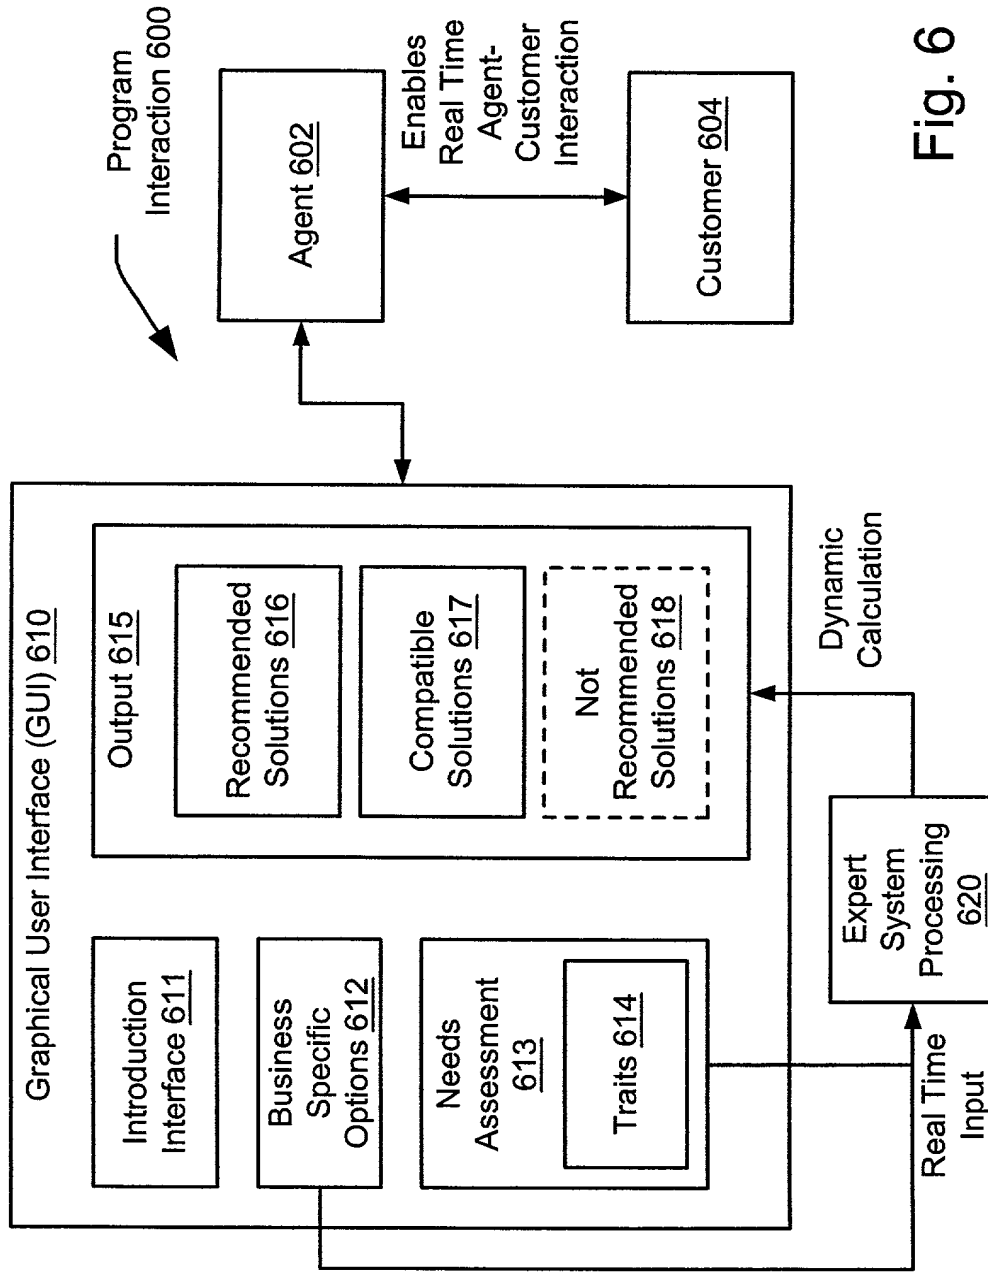 Program
Interaction 600
Graphical User Interface (GUI) 610
Introduction
Interface 611
Business
Specific
Options 612
Needs
Assessment
613
Traits 614
Output 615
Recommended
Solutions 616
Compatible
Solutions 617
Not
Recommended
Solutions 618
Agent 602
Enables
Real Time
Agent-
Customer
Interaction
Customer 604
Real Time
Input
Expert
System
Processing
620
Dynamic
Calculation
Fig. 6